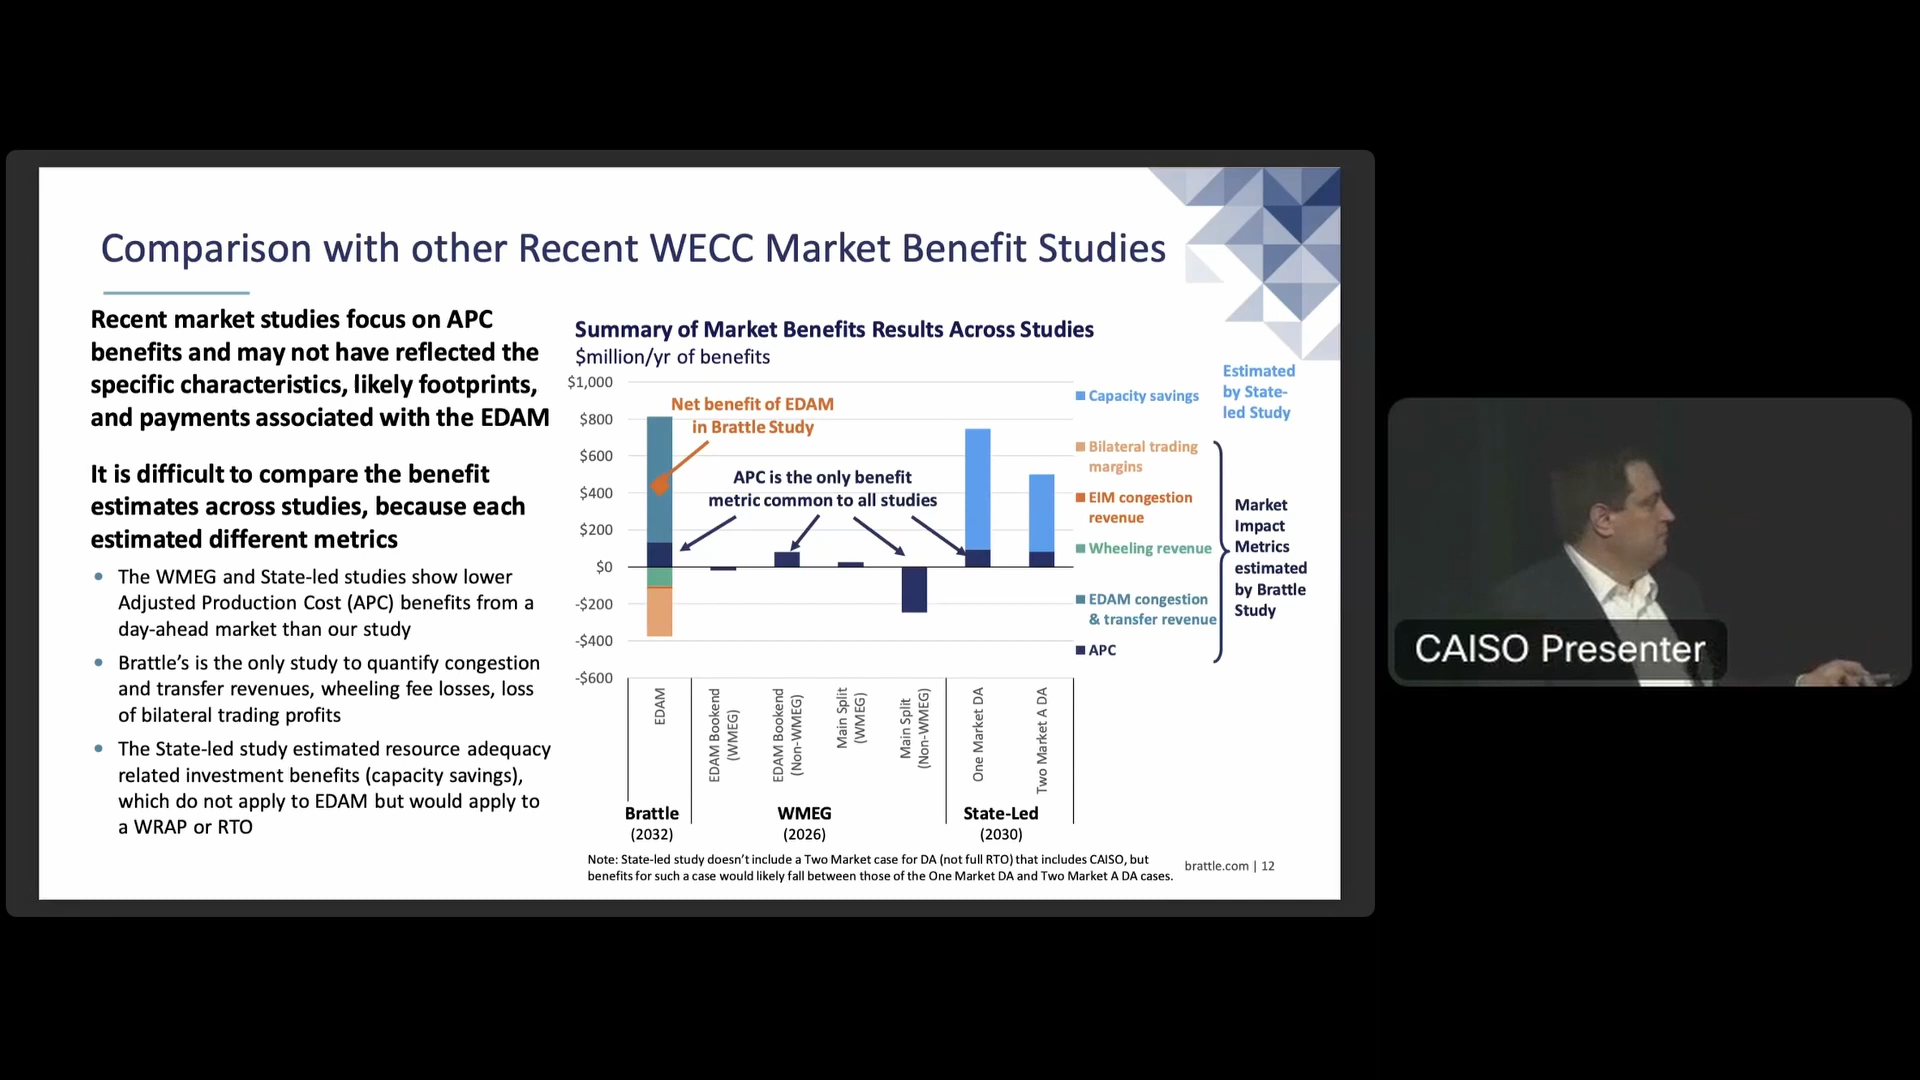 Comparison with other Recent WECC Market Benefit Studies
Recent market studies focus on APC
benefits and may not have reflected the
specific characteristics, likely footprints,
and payments associated with the EDAM
It is difficult to compare the benefit
estimates across studies, because each
estimated different metrics
• The WMEG and State-led studies show lower
Adjusted Production Cost (APC) benefits from a
day-ahead market than our study
• Brattle's is the only study to quantify congestion
and transfer revenues, wheeling fee losses, loss
of bilateral trading profits
• The State-led study estimated resource adequacy
related investment benefits (capacity savings),
which do not apply to EDAM but would apply to
a WRAP or RTO
Summary of Market Benefits Results Across Studies
$million/yr of benefits
$1,000
$800
$600
$400
$200
$0
-$200
-$400
-$600
Net benefit of EDAM
in Brattle Study
APC is the only benefit
metric common to all studies
EDAM
EDAM Bookend
(WMEG)
EDAM Bookend
(Non-WMEG)
Main Split
(WMEG)
Main Split
(Non-WMEG)
One Market DA
Two Market A DA
Brattle
(2032)
WMEG
(2026)
State-Led
(2030)
Capacity savings
Bilateral trading
margins
EIM congestion
revenue
Wheeling revenue
EDAM congestion
& transfer revenue
APC
Estimated
by State-
led Study
Market
Impact
Metrics
estimated
by Brattle
Study
Note: State-led study doesn't include a Two Market case for DA (not full RTO) that includes CAISO, but
benefits for such a case would likely fall between those of the One Market DA and Two Market A DA cases.
brattle.com | 12
CAISO Presenter